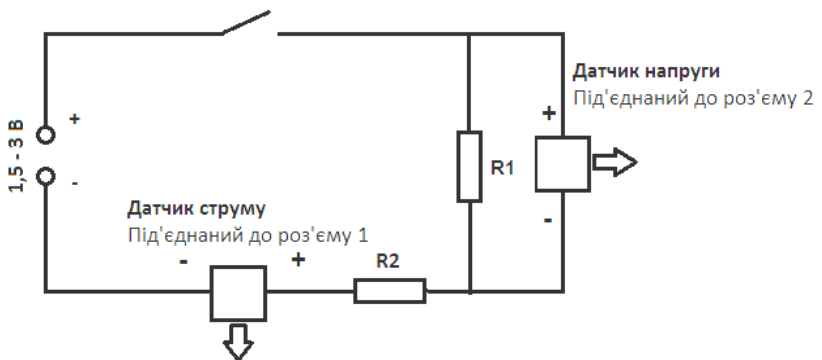 Датчик напруги
Під'єднаний до роз'єму 2
+
+
1,5 - 3 В
R1
-
-
Датчик струму
Під'єднаний до роз'єму 1
-
+
R2